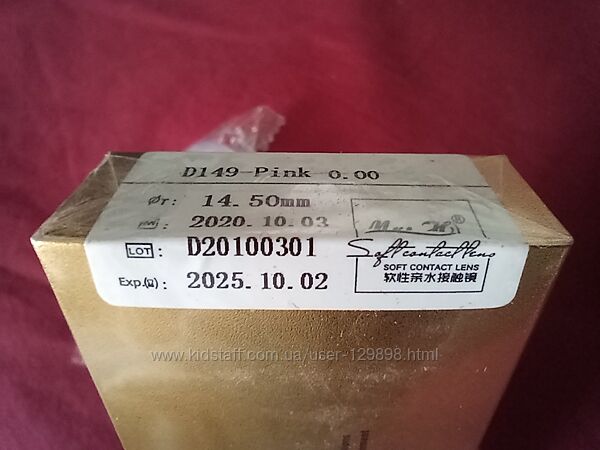 D149-Pink 0.00
Ø T: 14.50mm
: 2020.10.03
LOT : D20100301
Exp.(⌛) : 2025.10.02
Soft contact lens
SOFT CONTACT LENS
软性亲水接触镜
www.kidstaff.com.ua/user-129898.html